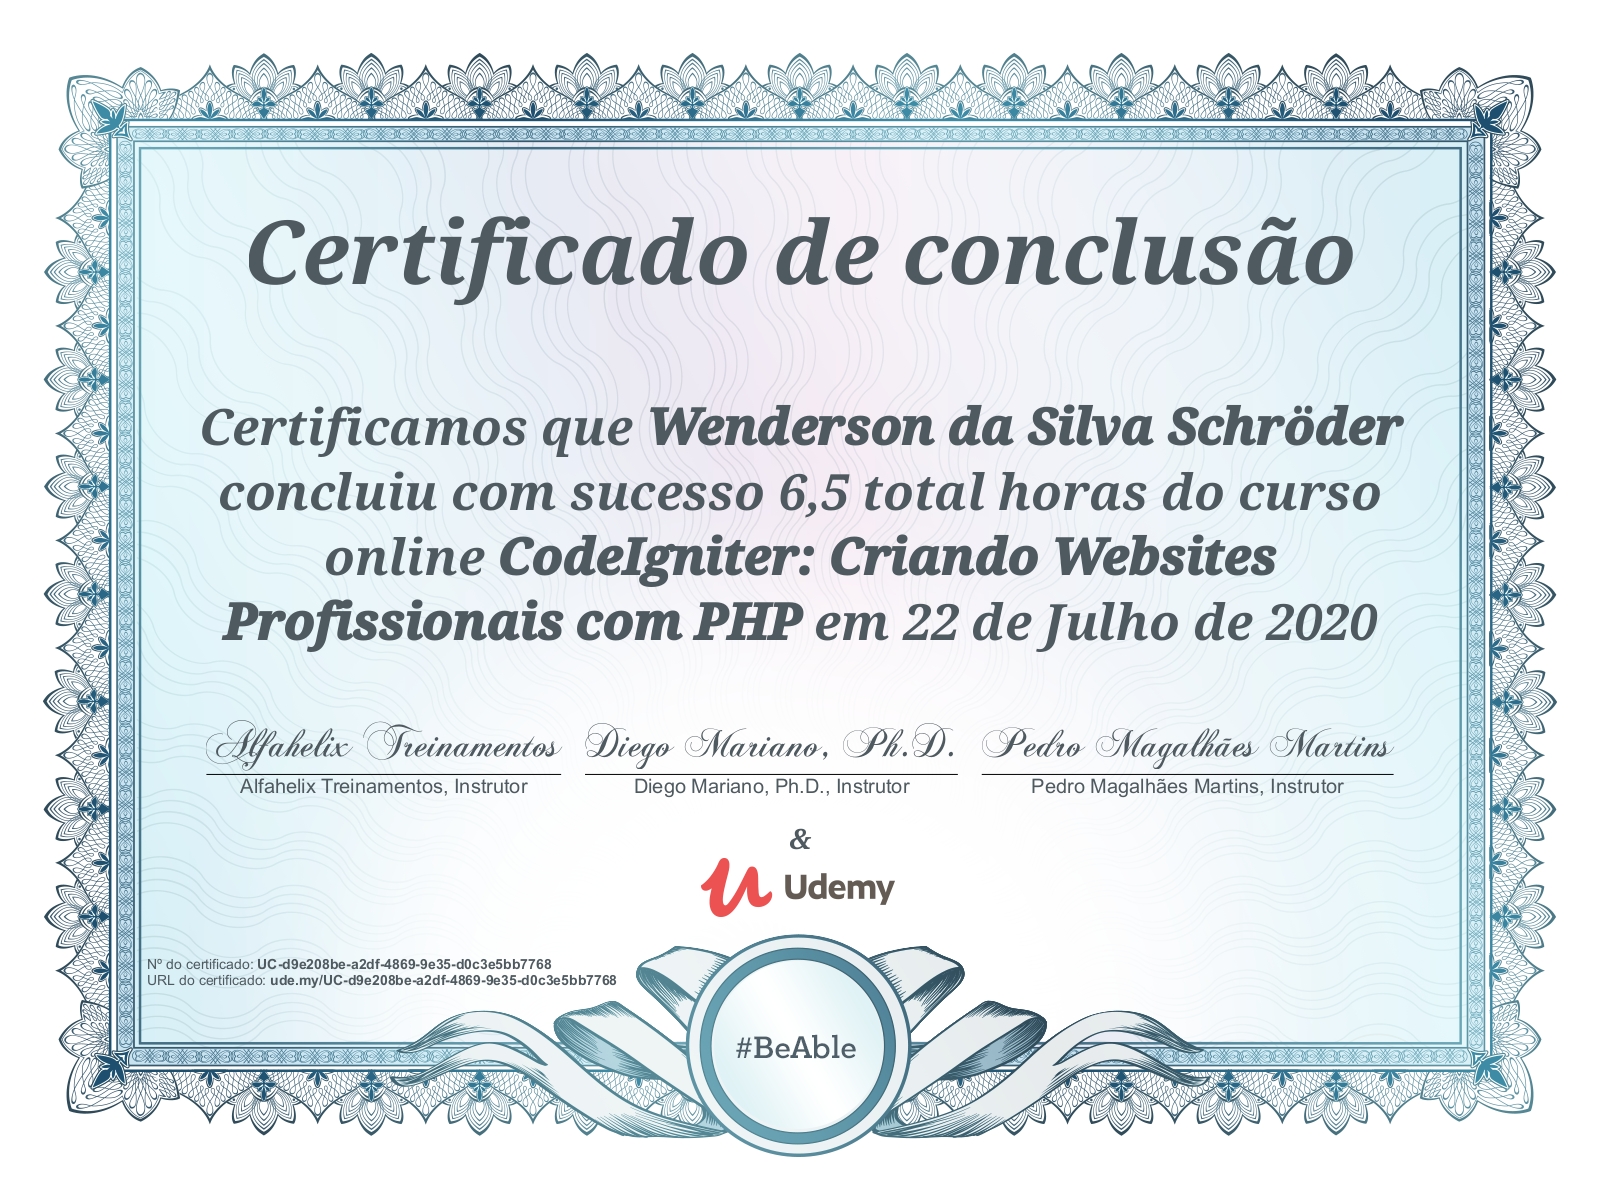 Certificado de conclusão
Certificamos que Wenderson da Silva Schröder
concluiu com sucesso 6,5 total horas do curso
online CodeIgniter: Criando Websites
Profissionais com PHP em 22 de Julho de 2020
Alfahelix Treinamentos Diego Mariano, Ph.D. Pedro Magalhães Martins
Alfahelix Treinamentos, Instrutor Diego Mariano, Ph.D., Instrutor Pedro Magalhães Martins, Instrutor
&
Udemy
Nº do certificado: UC-d9e208be-a2df-4869-9e35-d0c3e5bb7768
URL do certificado: ude.my/UC-d9e208be-a2df-4869-9e35-d0c3e5bb7768
#BeAble